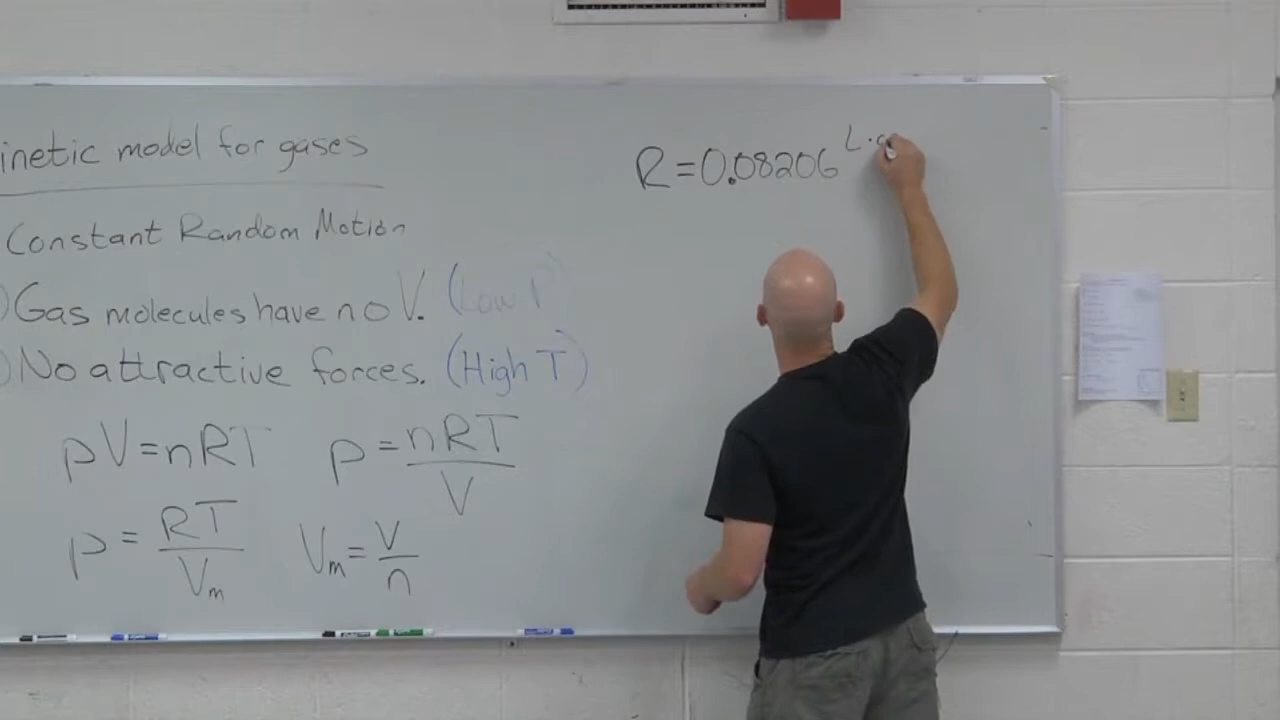 inetic model for gases
Constant Random Motion
Gas molecules have no V. (Low P)
No attractive forces. (High T)
pV=nRT p=nRT/V
p=RT/Vm Vm=V/n
R=0.08206 L·a